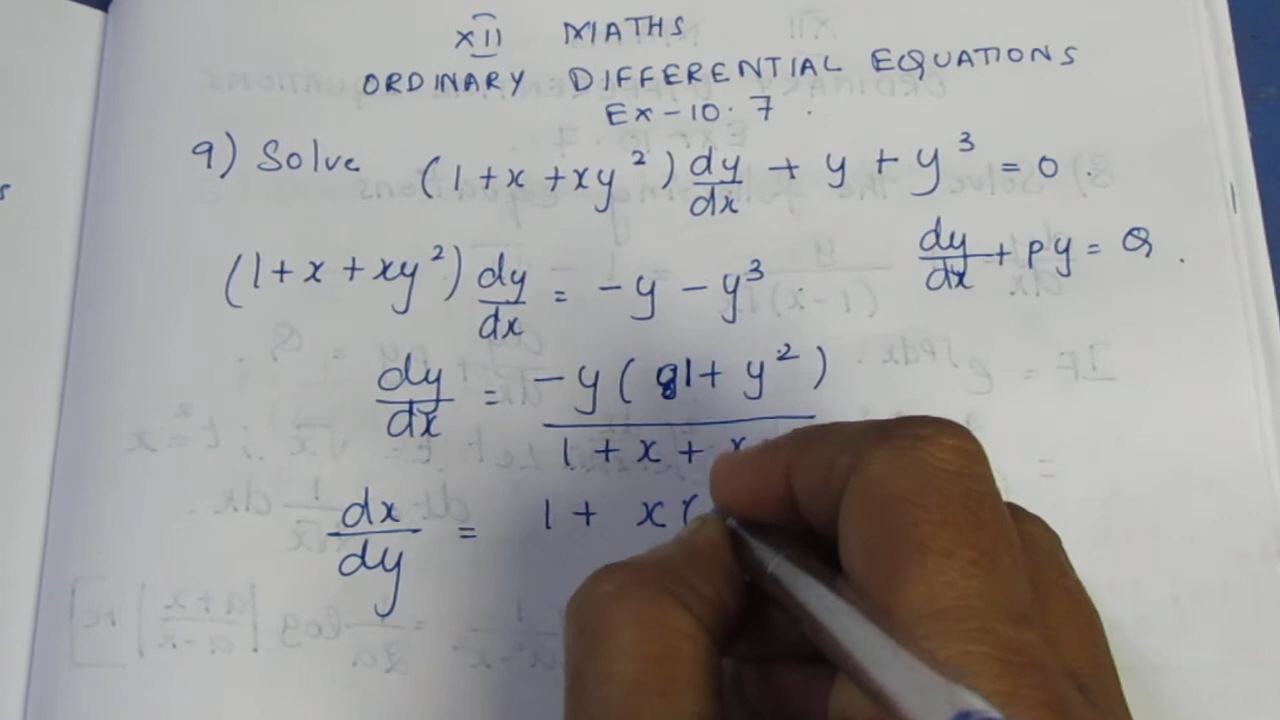 XII MATHS
ORDINARY DIFFERENTIAL EQUATIONS
Ex-10.7.
9) Solve (1+x+xy²) dy/dx + y + y³ = 0.
(1+x+xy²) dy/dx = -y - y³. dy/dx + py = Q.
dy/dx = -y(1+y²) / 1+x+x
dx/dy = 1+ x(